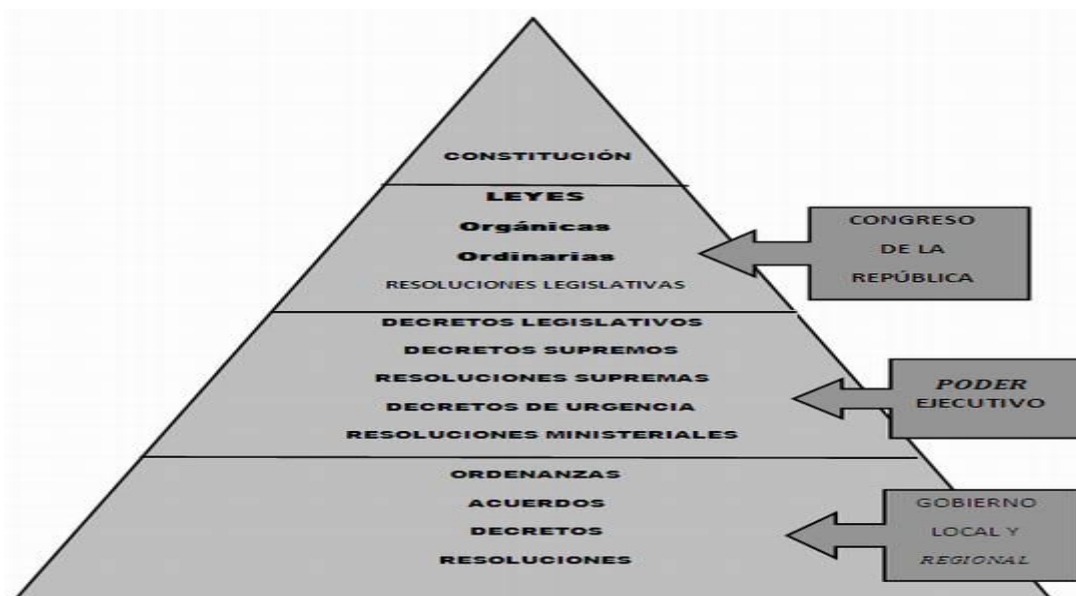 CONSTITUCIÓN
LEYES
Orgánicas
Ordinarias
RESOLUCIONES LEGISLATIVAS
CONGRESO
DE LA
REPÚBLICA
DECRETOS LEGISLATIVOS
DECRETOS SUPREMOS
RESOLUCIONES SUPREMAS
DECRETOS DE URGENCIA
RESOLUCIONES MINISTERIALES
PODER
EJECUTIVO
ORDENANZAS
ACUERDOS
DECRETOS
RESOLUCIONES
GOBIERNO
LOCAL Y
REGIONAL